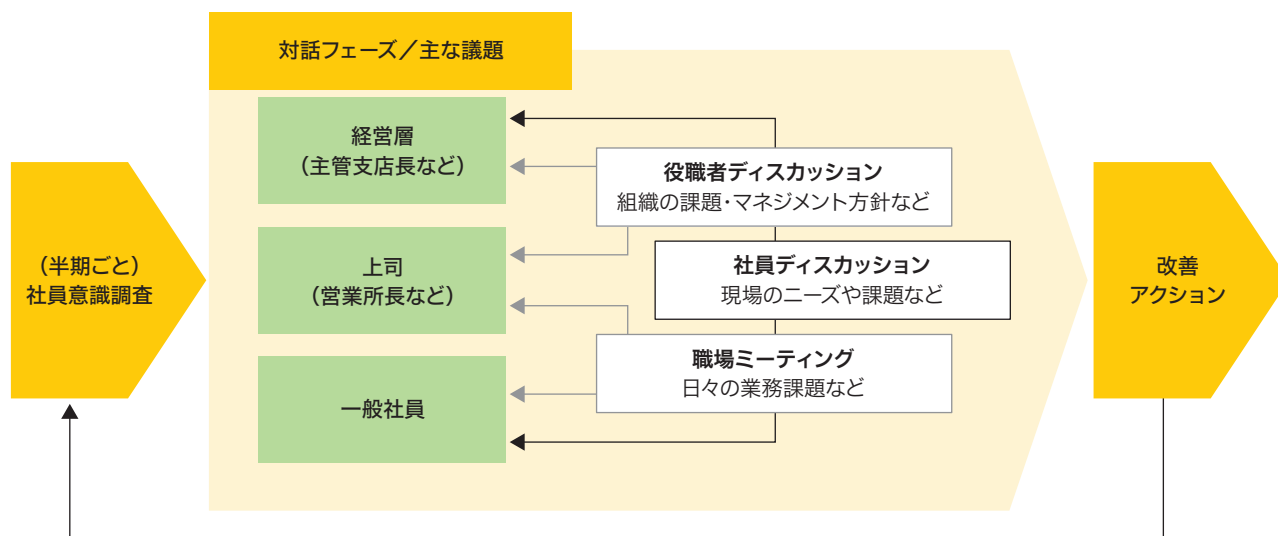 対話フェーズ／主な議題
（半期ごと）
社員意識調査
経営層
（主管支店長など）
上司
（営業所長など）
一般社員
役職者ディスカッション
組織の課題・マネジメント方針など
社員ディスカッション
現場のニーズや課題など
職場ミーティング
日々の業務課題など
改善
アクション